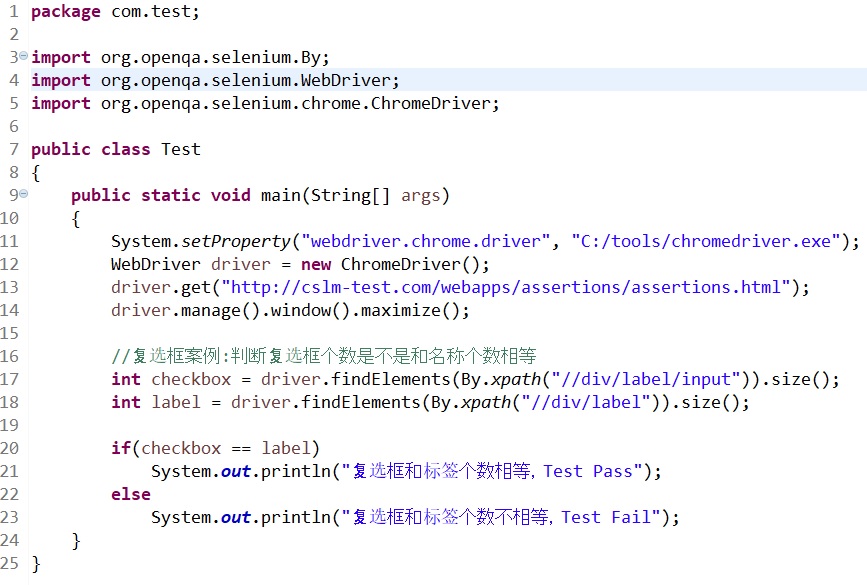 1 package com.test;
2
3 import org.openqa.selenium.By;
4 import org.openqa.selenium.WebDriver;
5 import org.openqa.selenium.chrome.ChromeDriver;
6
7 public class Test
8 {
9     public static void main(String[] args)
10     {
11         System.setProperty("webdriver.chrome.driver", "C:/tools/chromedriver.exe");
12         WebDriver driver = new ChromeDriver();
13         driver.get("http://cslm-test.com/webapps/assertions/assertions.html");
14         driver.manage().window().maximize();
15
16         //复选框案例:判断复选框个数是不是和名称个数相等
17         int checkbox = driver.findElements(By.xpath("//div/label/input")).size();
18         int label = driver.findElements(By.xpath("//div/label")).size();
19
20         if(checkbox == label)
21             System.out.println("复选框和标签个数相等, Test Pass");
22         else
23             System.out.println("复选框和标签个数不相等, Test Fail");
24     }
25 }